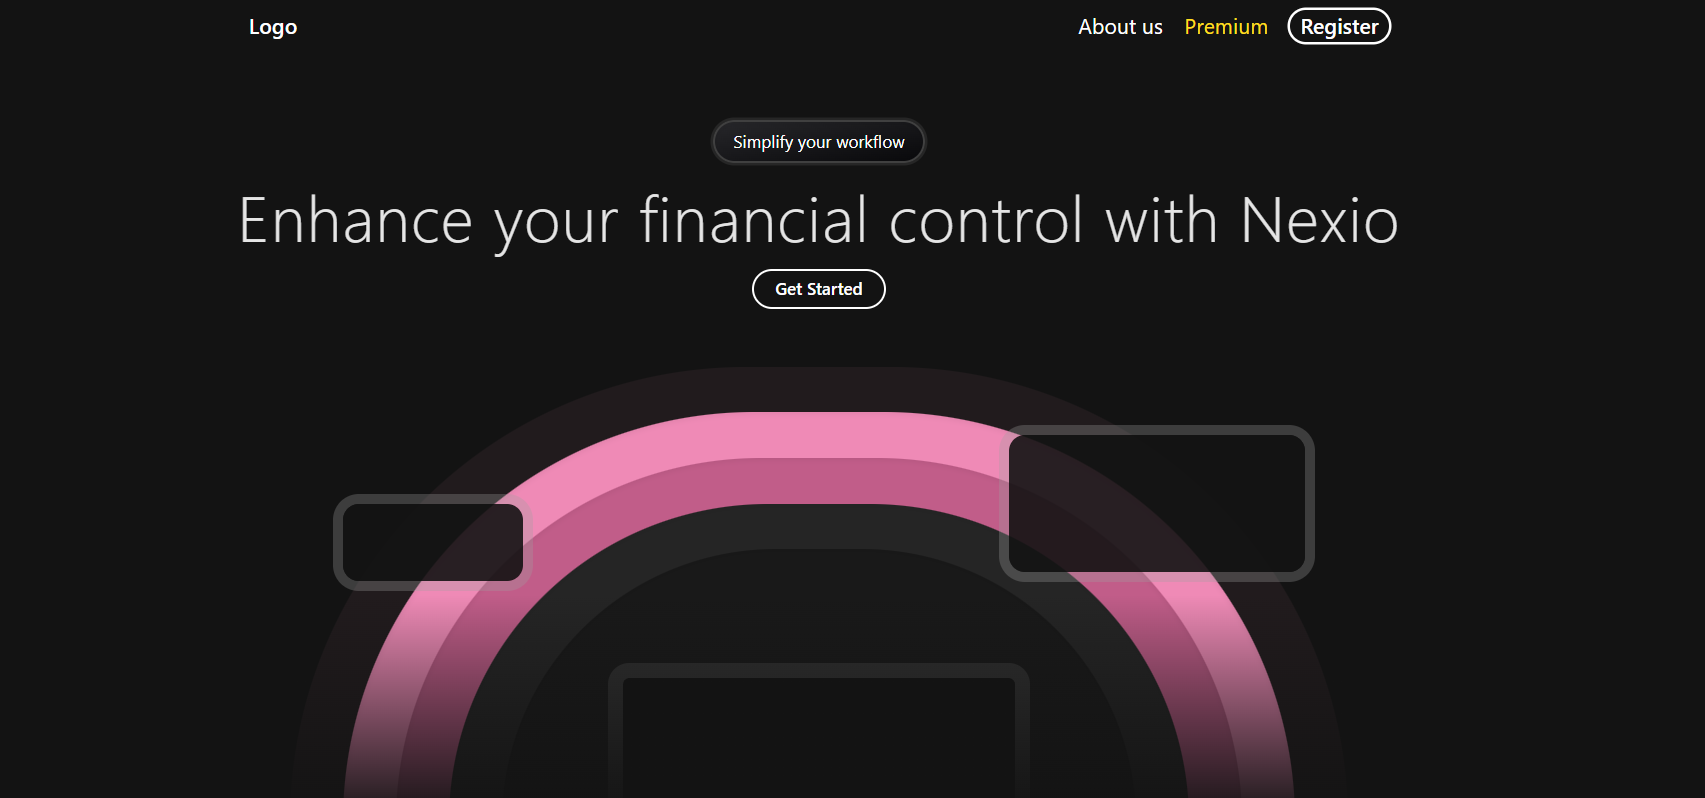 Logo
About us Premium Register
Simplify your workflow
Enhance your financial control with Nexio
Get Started